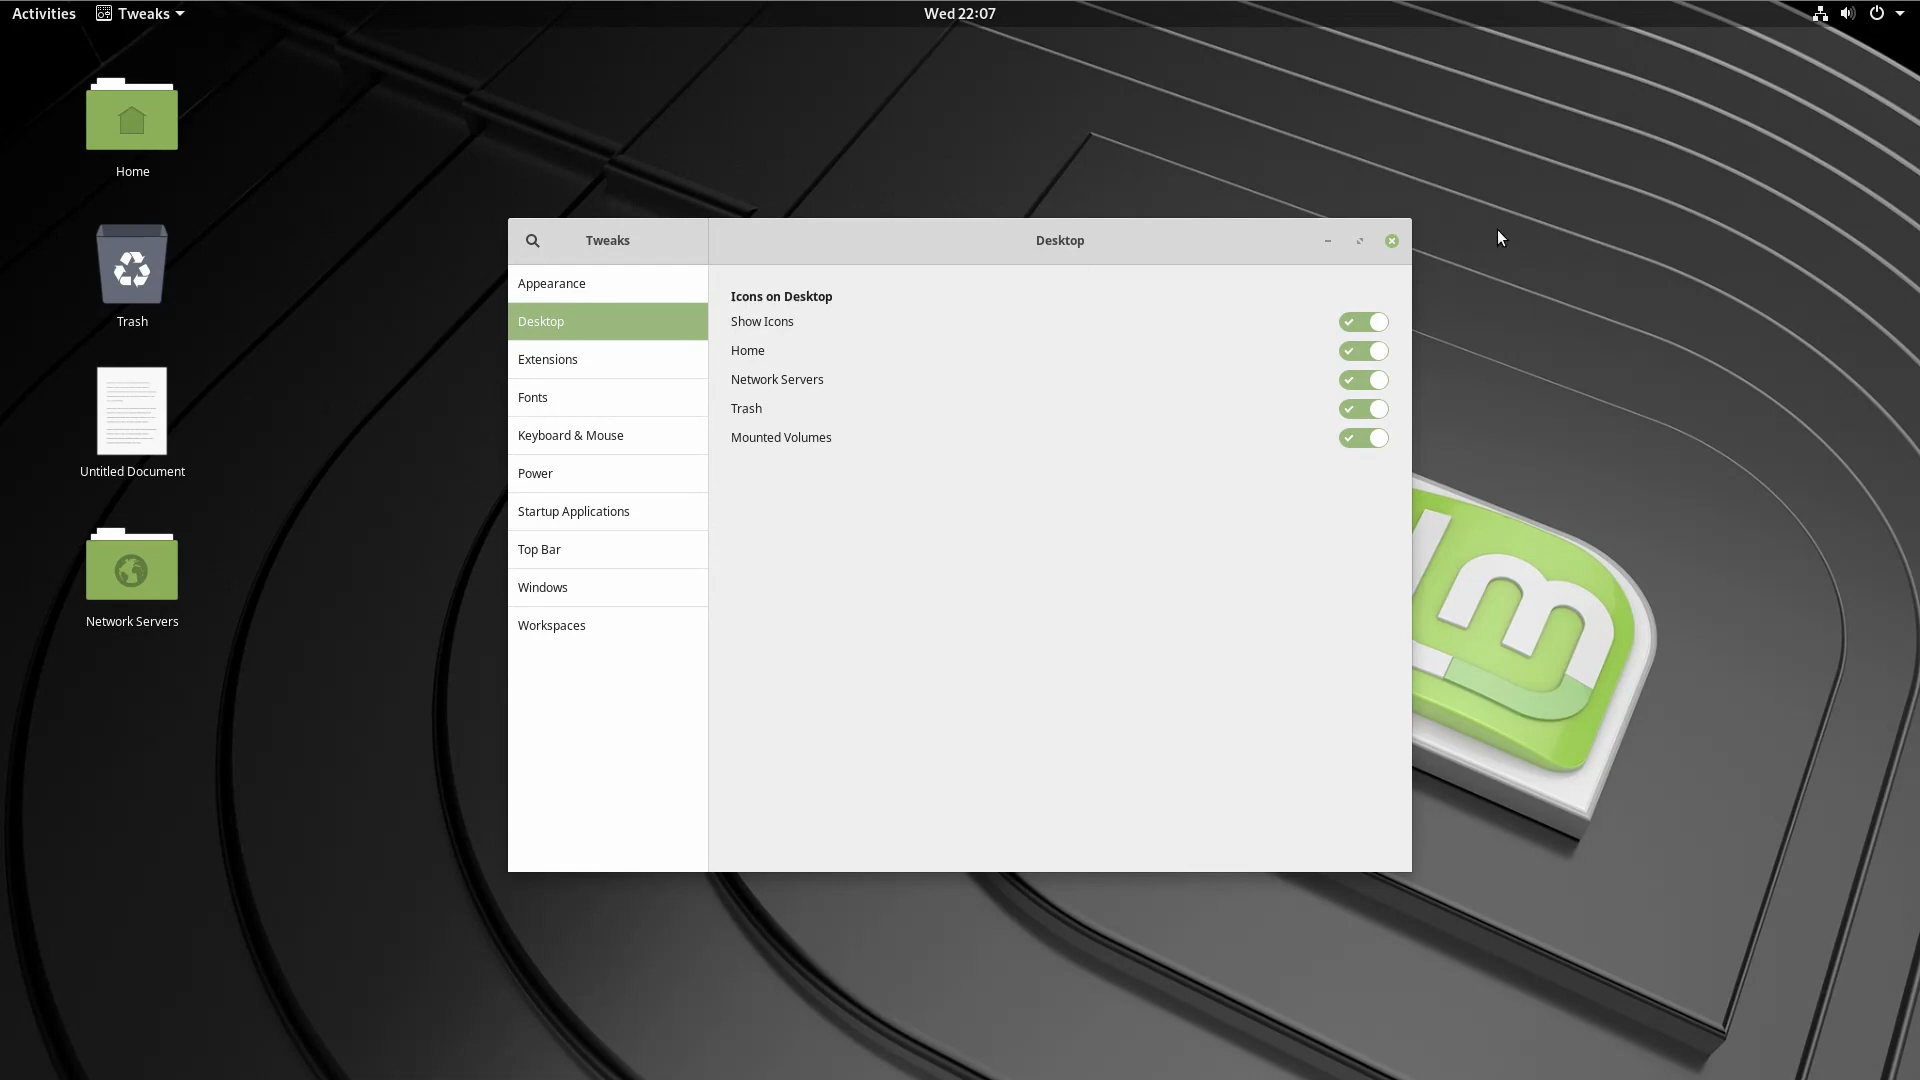 Activities
Tweaks
Wed 22:07
Home
Trash
Untitled Document
Network Servers
Tweaks
Desktop
Appearance
Desktop
Extensions
Fonts
Keyboard & Mouse
Power
Startup Applications
Top Bar
Windows
Workspaces
Icons on Desktop
Show Icons
Home
Network Servers
Trash
Mounted Volumes